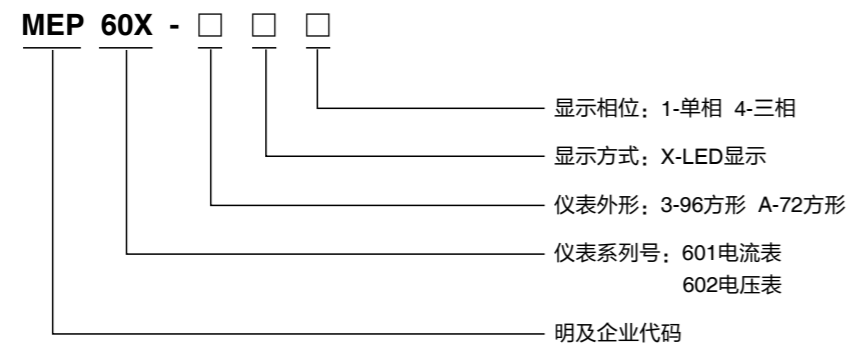 MEP 60X - □ □ □
显示相位：1-单相 4-三相
显示方式：X-LED显示
仪表外形：3-96方形 A-72方形
仪表系列号：601电流表
602电压表
明及企业代码